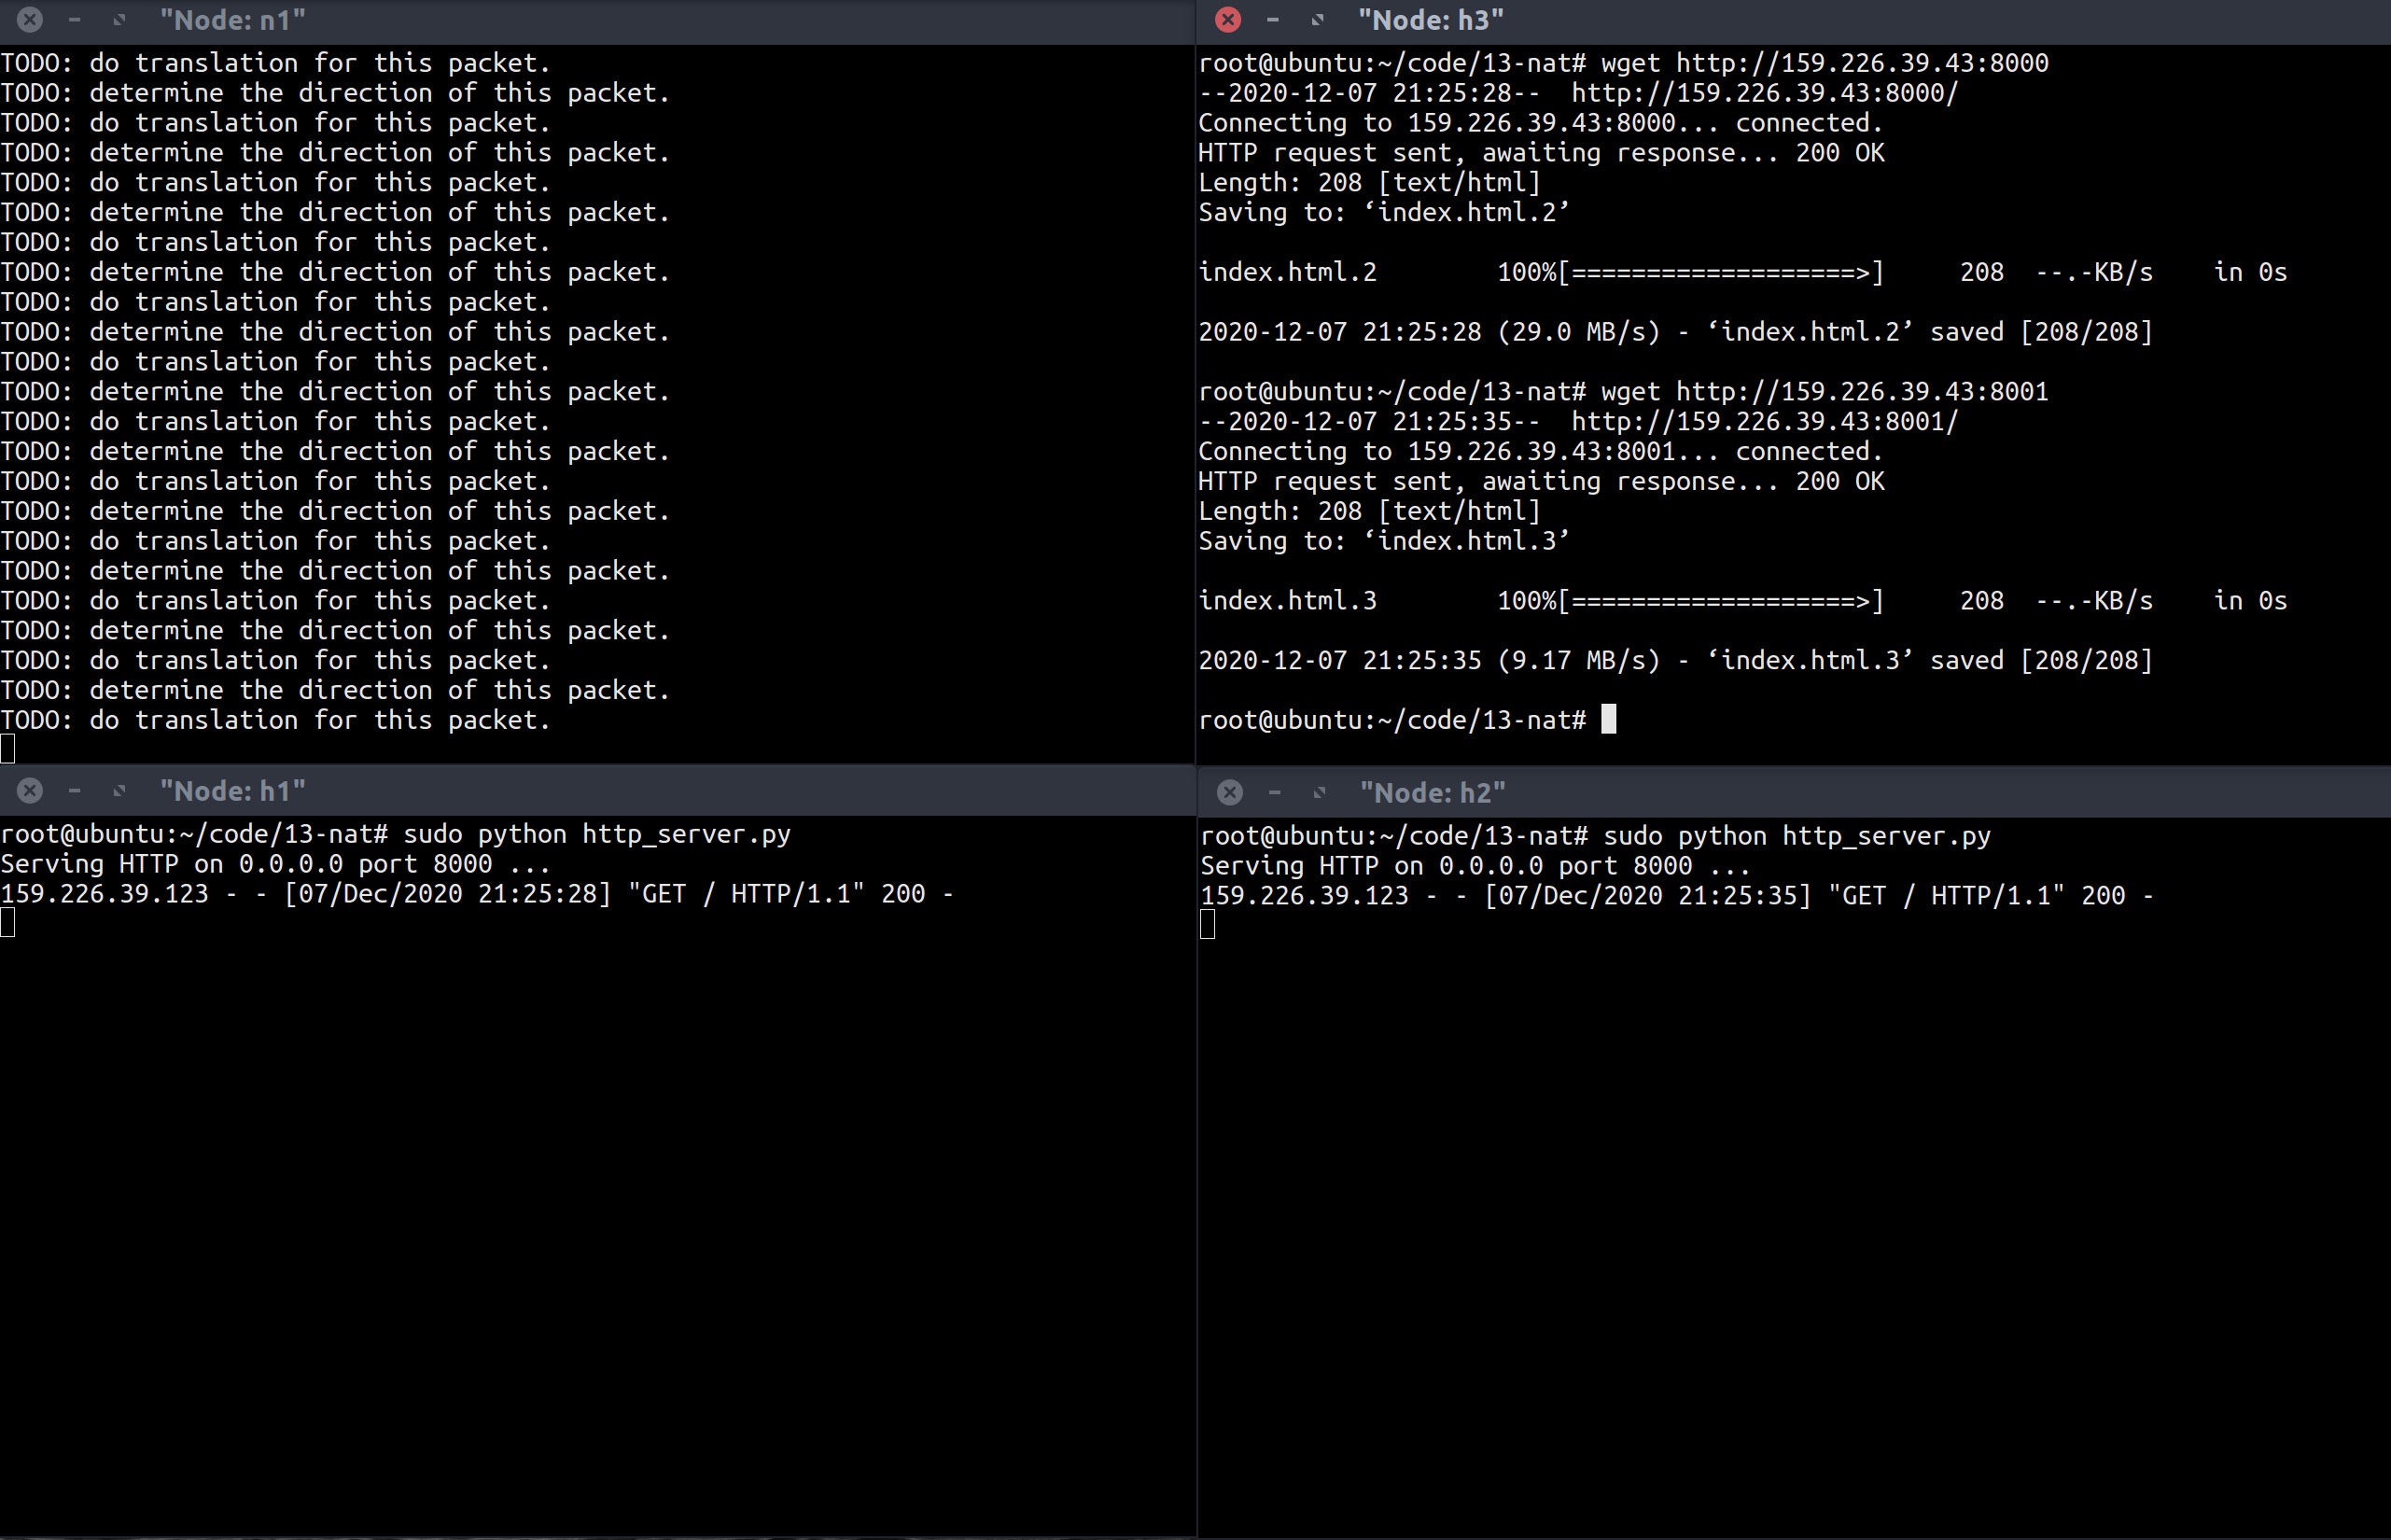 "Node: n1"
TODO: do translation for this packet.
TODO: determine the direction of this packet.
TODO: do translation for this packet.
TODO: determine the direction of this packet.
TODO: do translation for this packet.
TODO: determine the direction of this packet.
TODO: do translation for this packet.
TODO: determine the direction of this packet.
TODO: do translation for this packet.
TODO: determine the direction of this packet.
TODO: do translation for this packet.
TODO: determine the direction of this packet.
TODO: do translation for this packet.
TODO: determine the direction of this packet.
TODO: do translation for this packet.
TODO: determine the direction of this packet.
TODO: do translation for this packet.
TODO: determine the direction of this packet.
TODO: do translation for this packet.
TODO: determine the direction of this packet.
TODO: do translation for this packet.
TODO: determine the direction of this packet.
TODO: do translation for this packet.
"Node: h3"
root@ubuntu:~/code/13-nat# wget http://159.226.39.43:8000
--2020-12-07 21:25:28--  http://159.226.39.43:8000/
Connecting to 159.226.39.43:8000... connected.
HTTP request sent, awaiting response... 200 OK
Length: 208 [text/html]
Saving to: ‘index.html.2’
index.html.2        100%[===================>]     208  --.-KB/s    in 0s
2020-12-07 21:25:28 (29.0 MB/s) - ‘index.html.2’ saved [208/208]
root@ubuntu:~/code/13-nat# wget http://159.226.39.43:8001
--2020-12-07 21:25:35--  http://159.226.39.43:8001/
Connecting to 159.226.39.43:8001... connected.
HTTP request sent, awaiting response... 200 OK
Length: 208 [text/html]
Saving to: ‘index.html.3’
index.html.3        100%[===================>]     208  --.-KB/s    in 0s
2020-12-07 21:25:35 (9.17 MB/s) - ‘index.html.3’ saved [208/208]
root@ubuntu:~/code/13-nat#
"Node: h1"
root@ubuntu:~/code/13-nat# sudo python http_server.py
Serving HTTP on 0.0.0.0 port 8000 ...
159.226.39.123 - - [07/Dec/2020 21:25:28] "GET / HTTP/1.1" 200 -
"Node: h2"
root@ubuntu:~/code/13-nat# sudo python http_server.py
Serving HTTP on 0.0.0.0 port 8000 ...
159.226.39.123 - - [07/Dec/2020 21:25:35] "GET / HTTP/1.1" 200 -